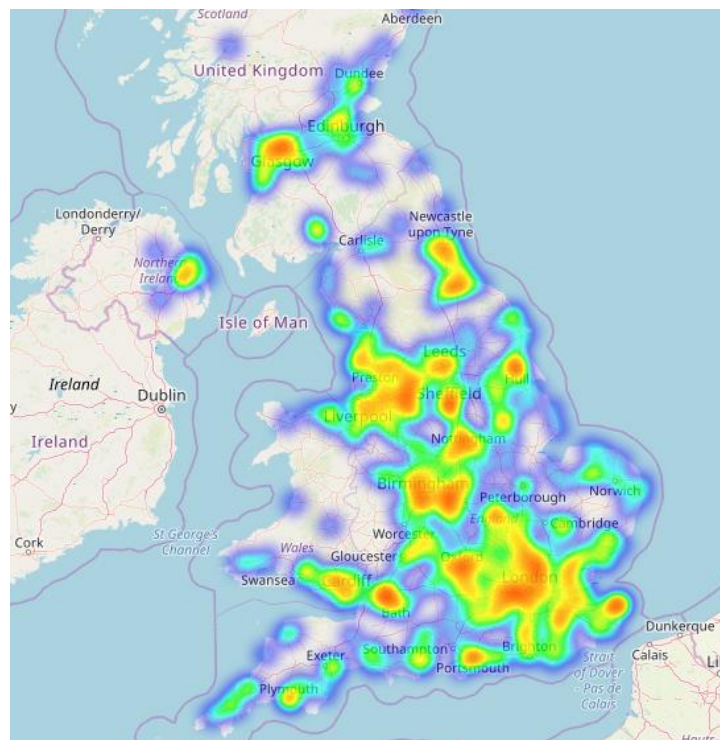 Scotland
Aberdeen
United Kingdom
Dundee
Edinburgh
Glasgow
Londonderry/
Derry
Newcastle
upon Tyne
Carlisle
Northern
Ireland
Isle of Man
Leeds
Preston
Hull
Ireland
Sheffield
Dublin
y
Liverpool
Ireland
Nottingham
Birmingham
Norwich
Peterborough
England
Cambridge
Worcester
St George's
Channel
Cork
Wales
Gloucester
Oxford
Swansea
Cardiff
London
Bath
Dunkerque
Brighton
Southampton
Calais
Exeter
Strait
of Dover
- Pas de
Calais
Portsmouth
Li
Plymouth
Hauts